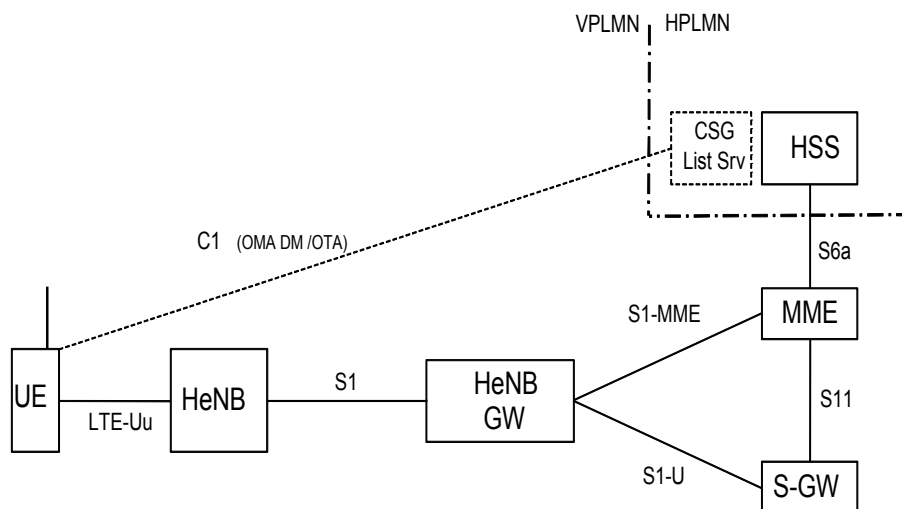 VPLMN HPLMN
CSG
List Srv
HSS
C1 (OMA DM /OTA)
S6a
S1-MME
MME
UE
LTE-Uu
HeNB
S1
HeNB
GW
S11
S1-U
S-GW